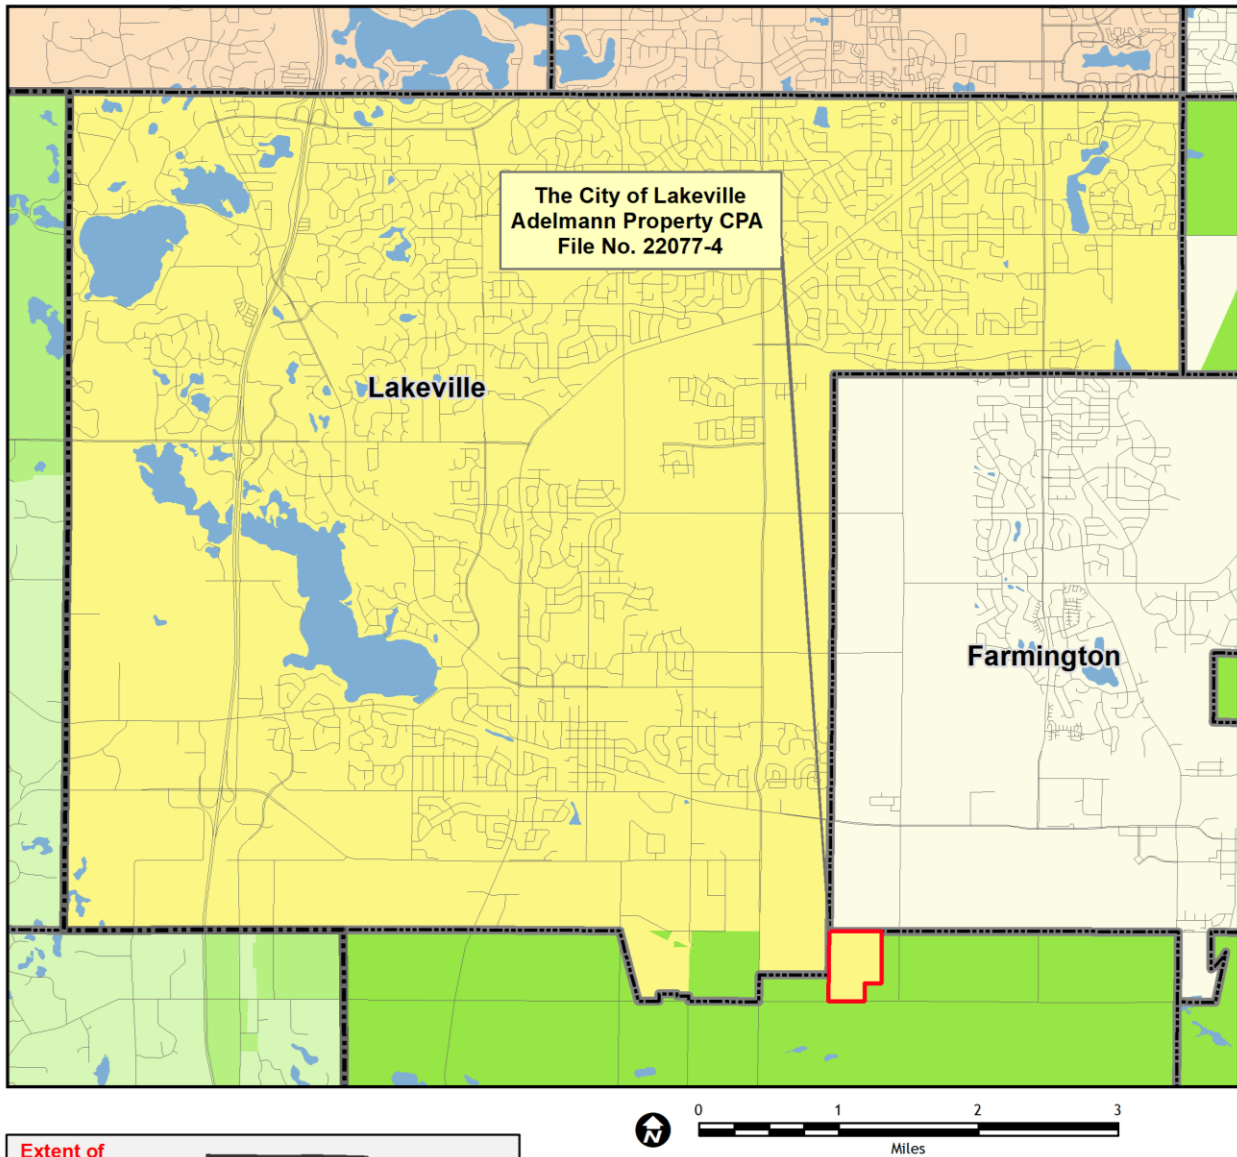 The City of Lakeville
Adelmann Property CPA
File No. 22077-4
Lakeville
Farmington
N
0 1 2 3
Miles
Extent of